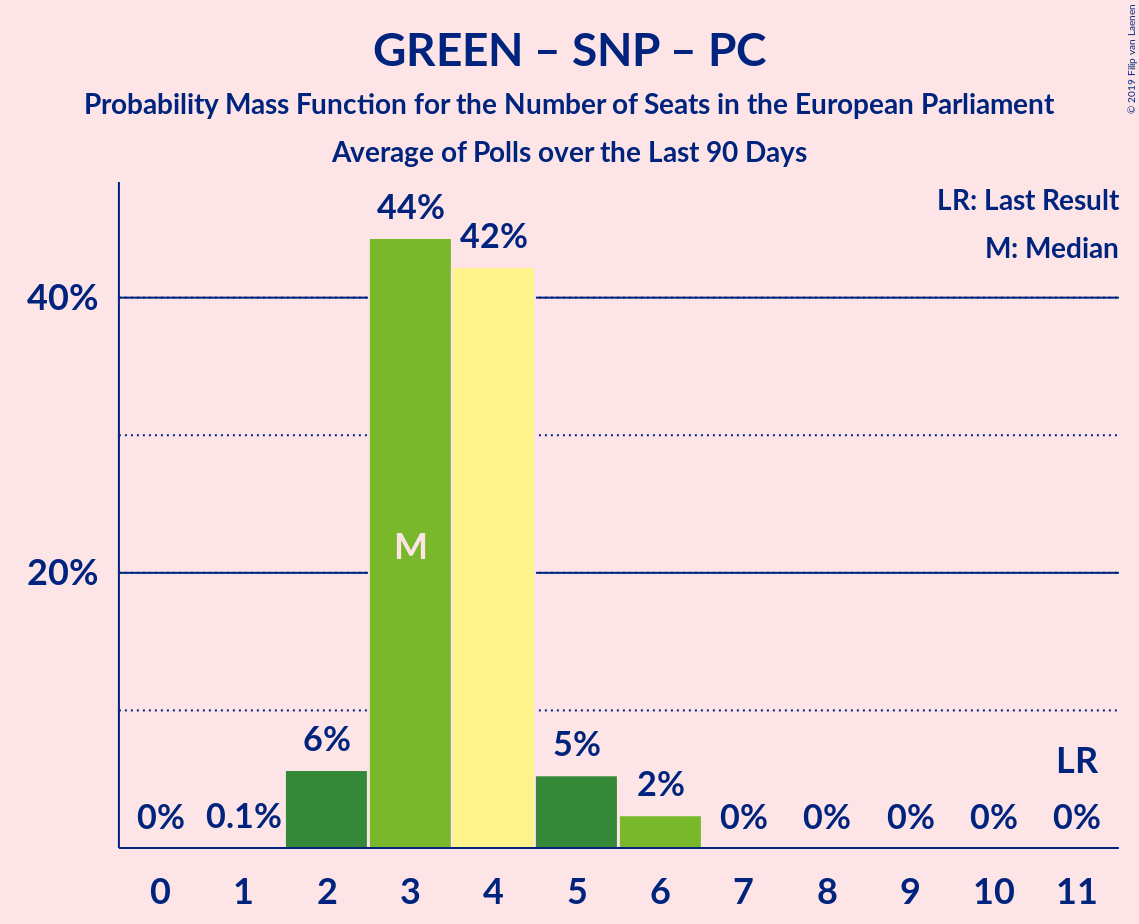 GREEN – SNP – PC
Probability Mass Function for the Number of Seats in the European Parliament
Average of Polls over the Last 90 Days
© 2019 Filip van Laenen
LR: Last Result
M: Median
44%
42%
40%
M
20%
6%
5%
2%
LR
0% 0.1% 0% 0% 0% 0% 0%
0 1 2 3 4 5 6 7 8 9 10 11